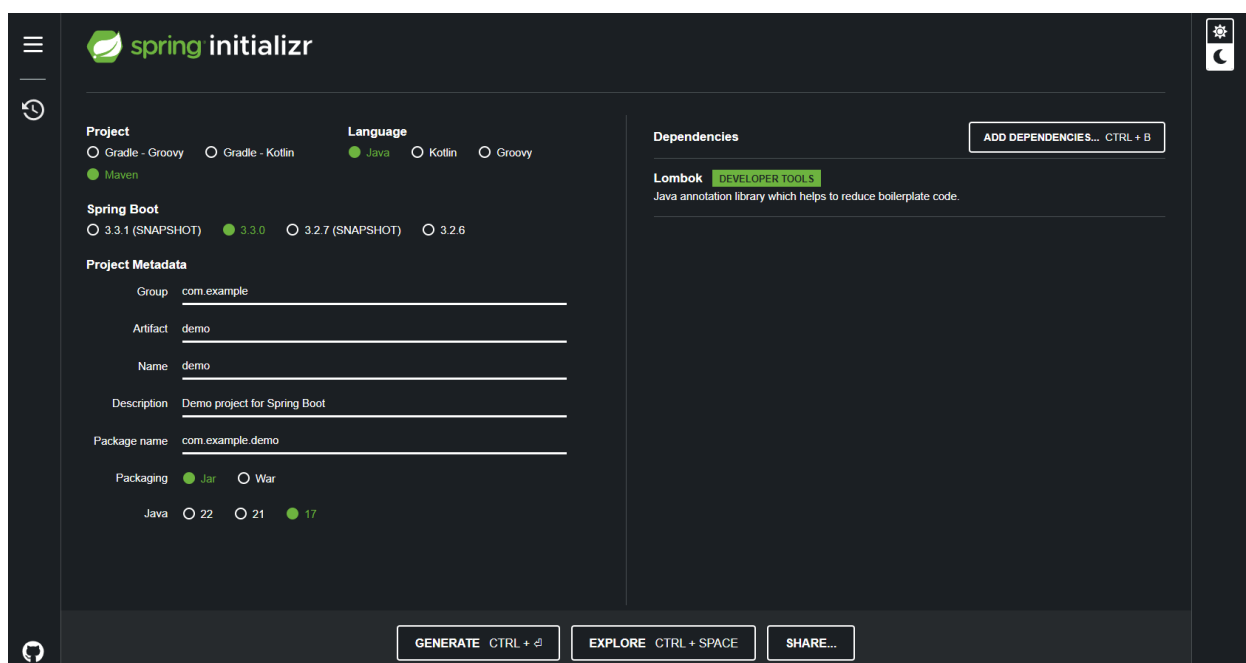 spring initializr
Project
Gradle - Groovy Gradle - Kotlin
Maven
Language
Java Kotlin Groovy
Spring Boot
3.3.1 (SNAPSHOT) 3.3.0 3.2.7 (SNAPSHOT) 3.2.6
Project Metadata
Group com.example
Artifact demo
Name demo
Description Demo project for Spring Boot
Package name com.example.demo
Packaging Jar War
Java 22 21 17
Dependencies
ADD DEPENDENCIES... CTRL + B
Lombok DEVELOPER TOOLS
Java annotation library which helps to reduce boilerplate code.
GENERATE CTRL + ⏎ EXPLORE CTRL + SPACE SHARE...